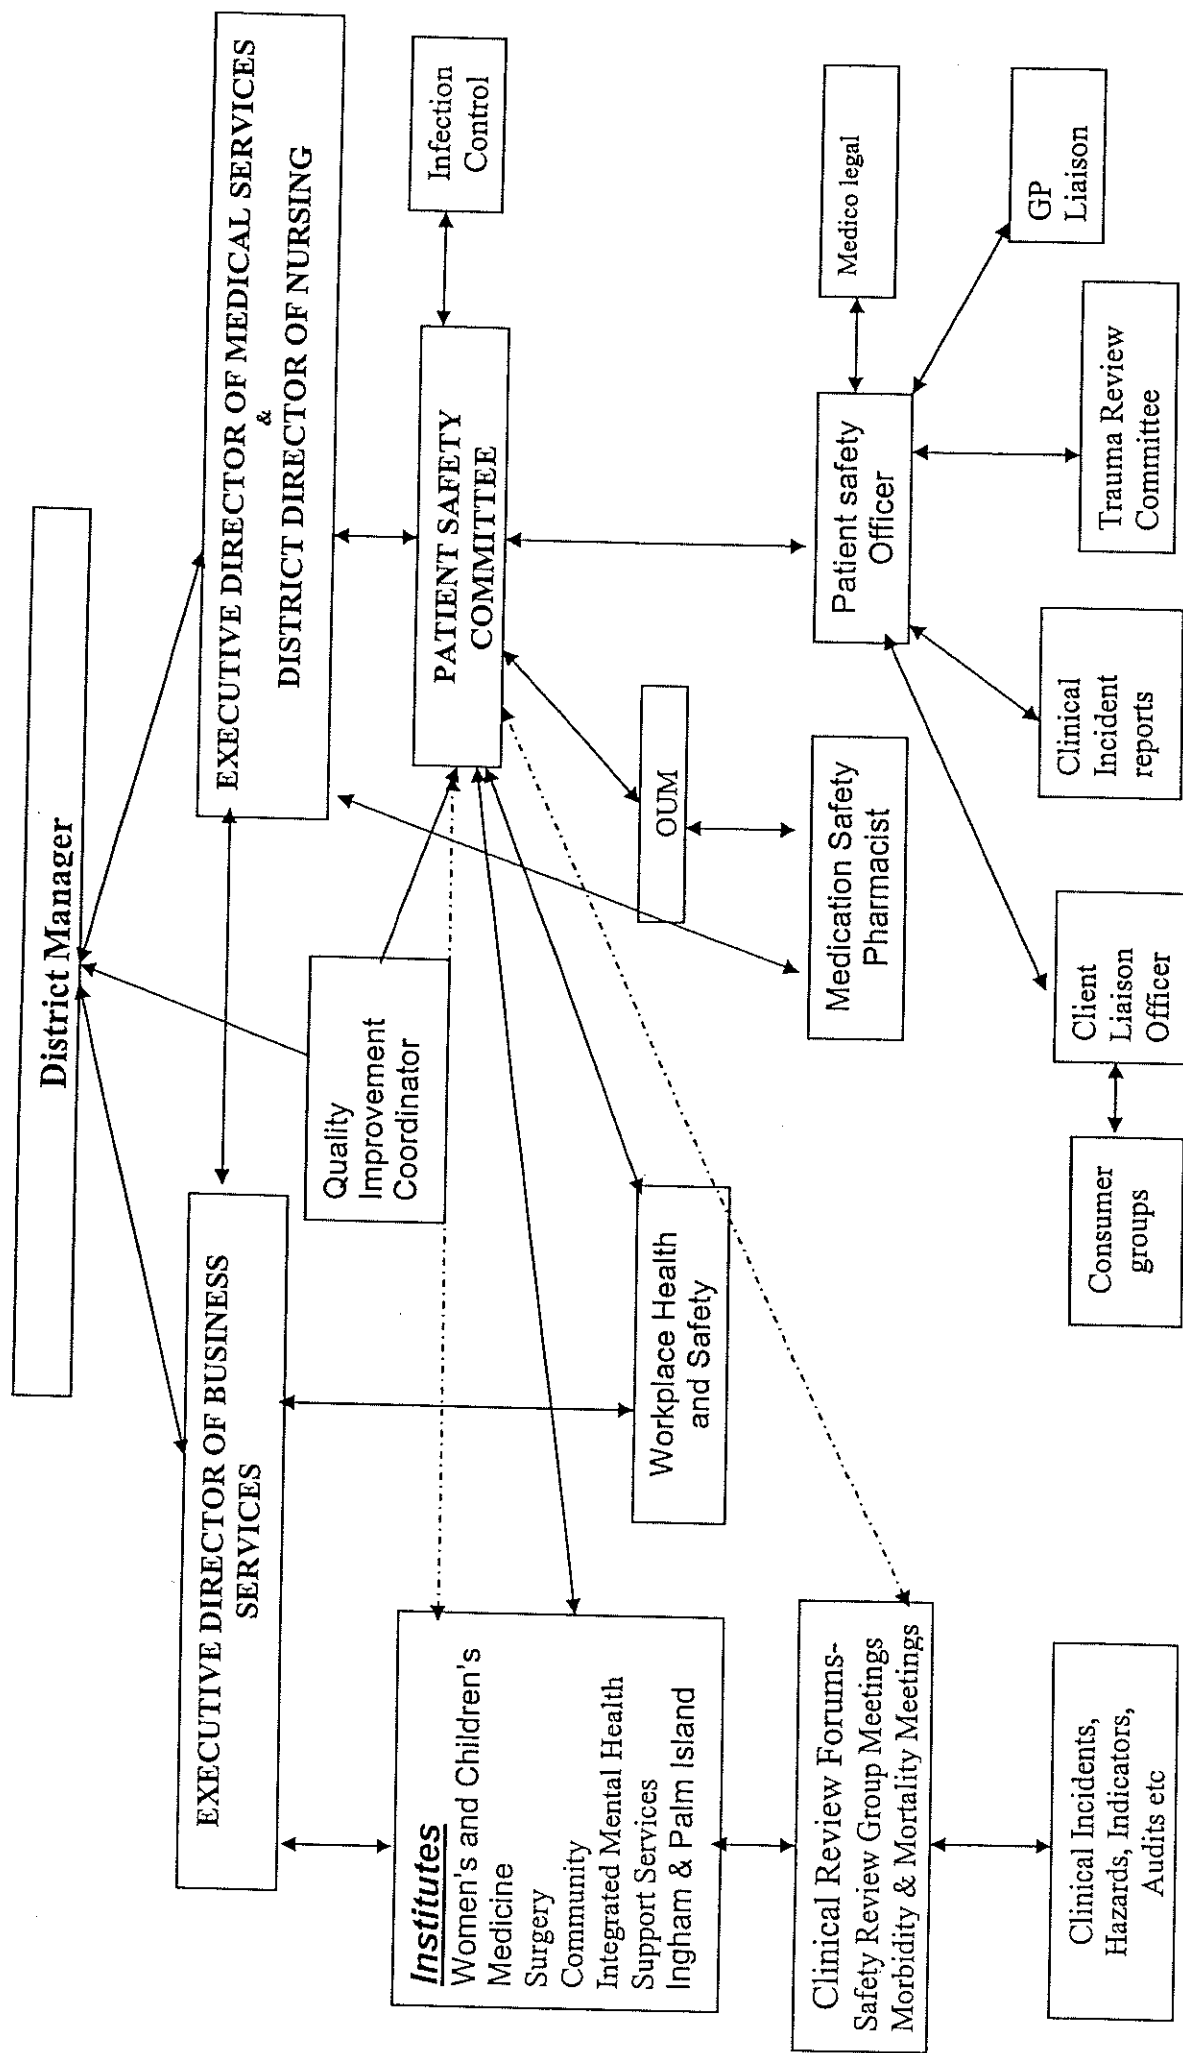 District Manager
EXECUTIVE DIRECTOR OF BUSINESS
SERVICES
EXECUTIVE DIRECTOR OF MEDICAL SERVICES
&
DISTRICT DIRECTOR OF NURSING
Quality
Improvement
Coordinator
PATIENT SAFETY
COMMITTEE
Infection
Control
Institutes
Women's and Children's
Medicine
Surgery
Community
Integrated Mental Health
Support Services
Ingham & Palm Island
Workplace Health
and Safety
OUM
Clinical Review Forums-
Safety Review Group Meetings
Morbidity & Mortality Meetings
Medication Safety
Pharmacist
Patient safety
Officer
Medico legal
Clinical Incidents,
Hazards, Indicators,
Audits etc
Consumer
groups
Client
Liaison
Officer
Clinical
Incident
reports
Trauma Review
Committee
GP
Liaison